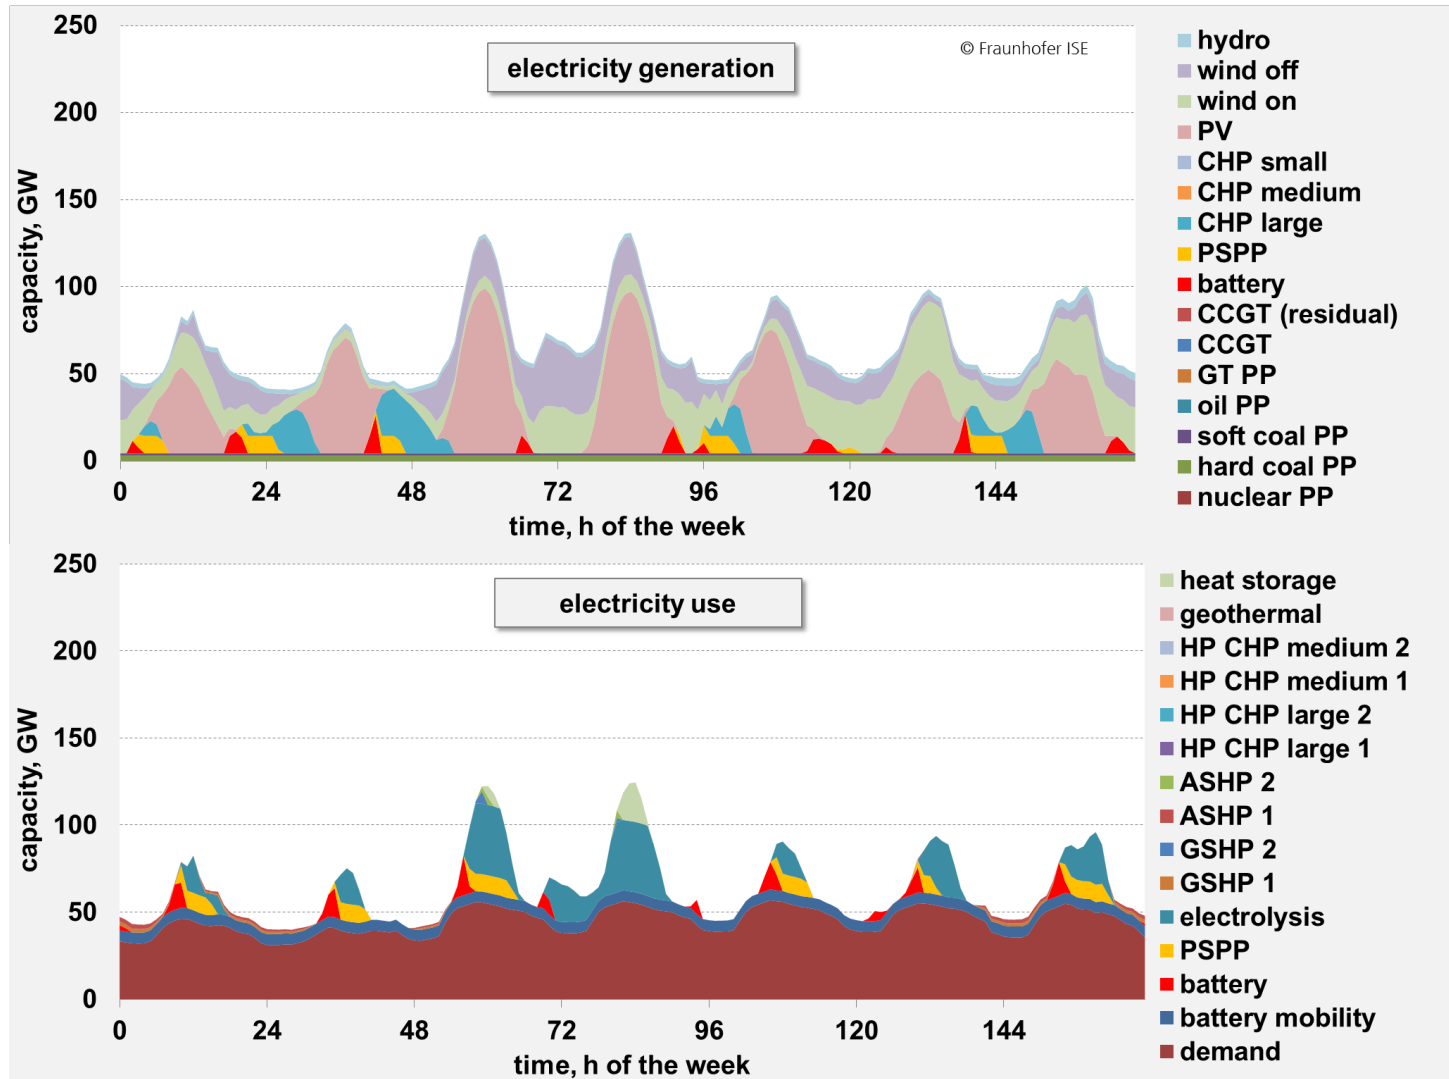 250
200
150
100
50
0
capacity, GW
electricity generation
© Fraunhofer ISE
0 24 48 72 96 120 144
time, h of the week
hydro
wind off
wind on
PV
CHP small
CHP medium
CHP large
PSPP
battery
CCGT (residual)
CCGT
GT PP
oil PP
soft coal PP
hard coal PP
nuclear PP
250
200
150
100
50
0
capacity, GW
electricity use
0 24 48 72 96 120 144
time, h of the week
heat storage
geothermal
HP CHP medium 2
HP CHP medium 1
HP CHP large 2
HP CHP large 1
ASHP 2
ASHP 1
GSHP 2
GSHP 1
electrolysis
PSPP
battery
battery mobility
demand